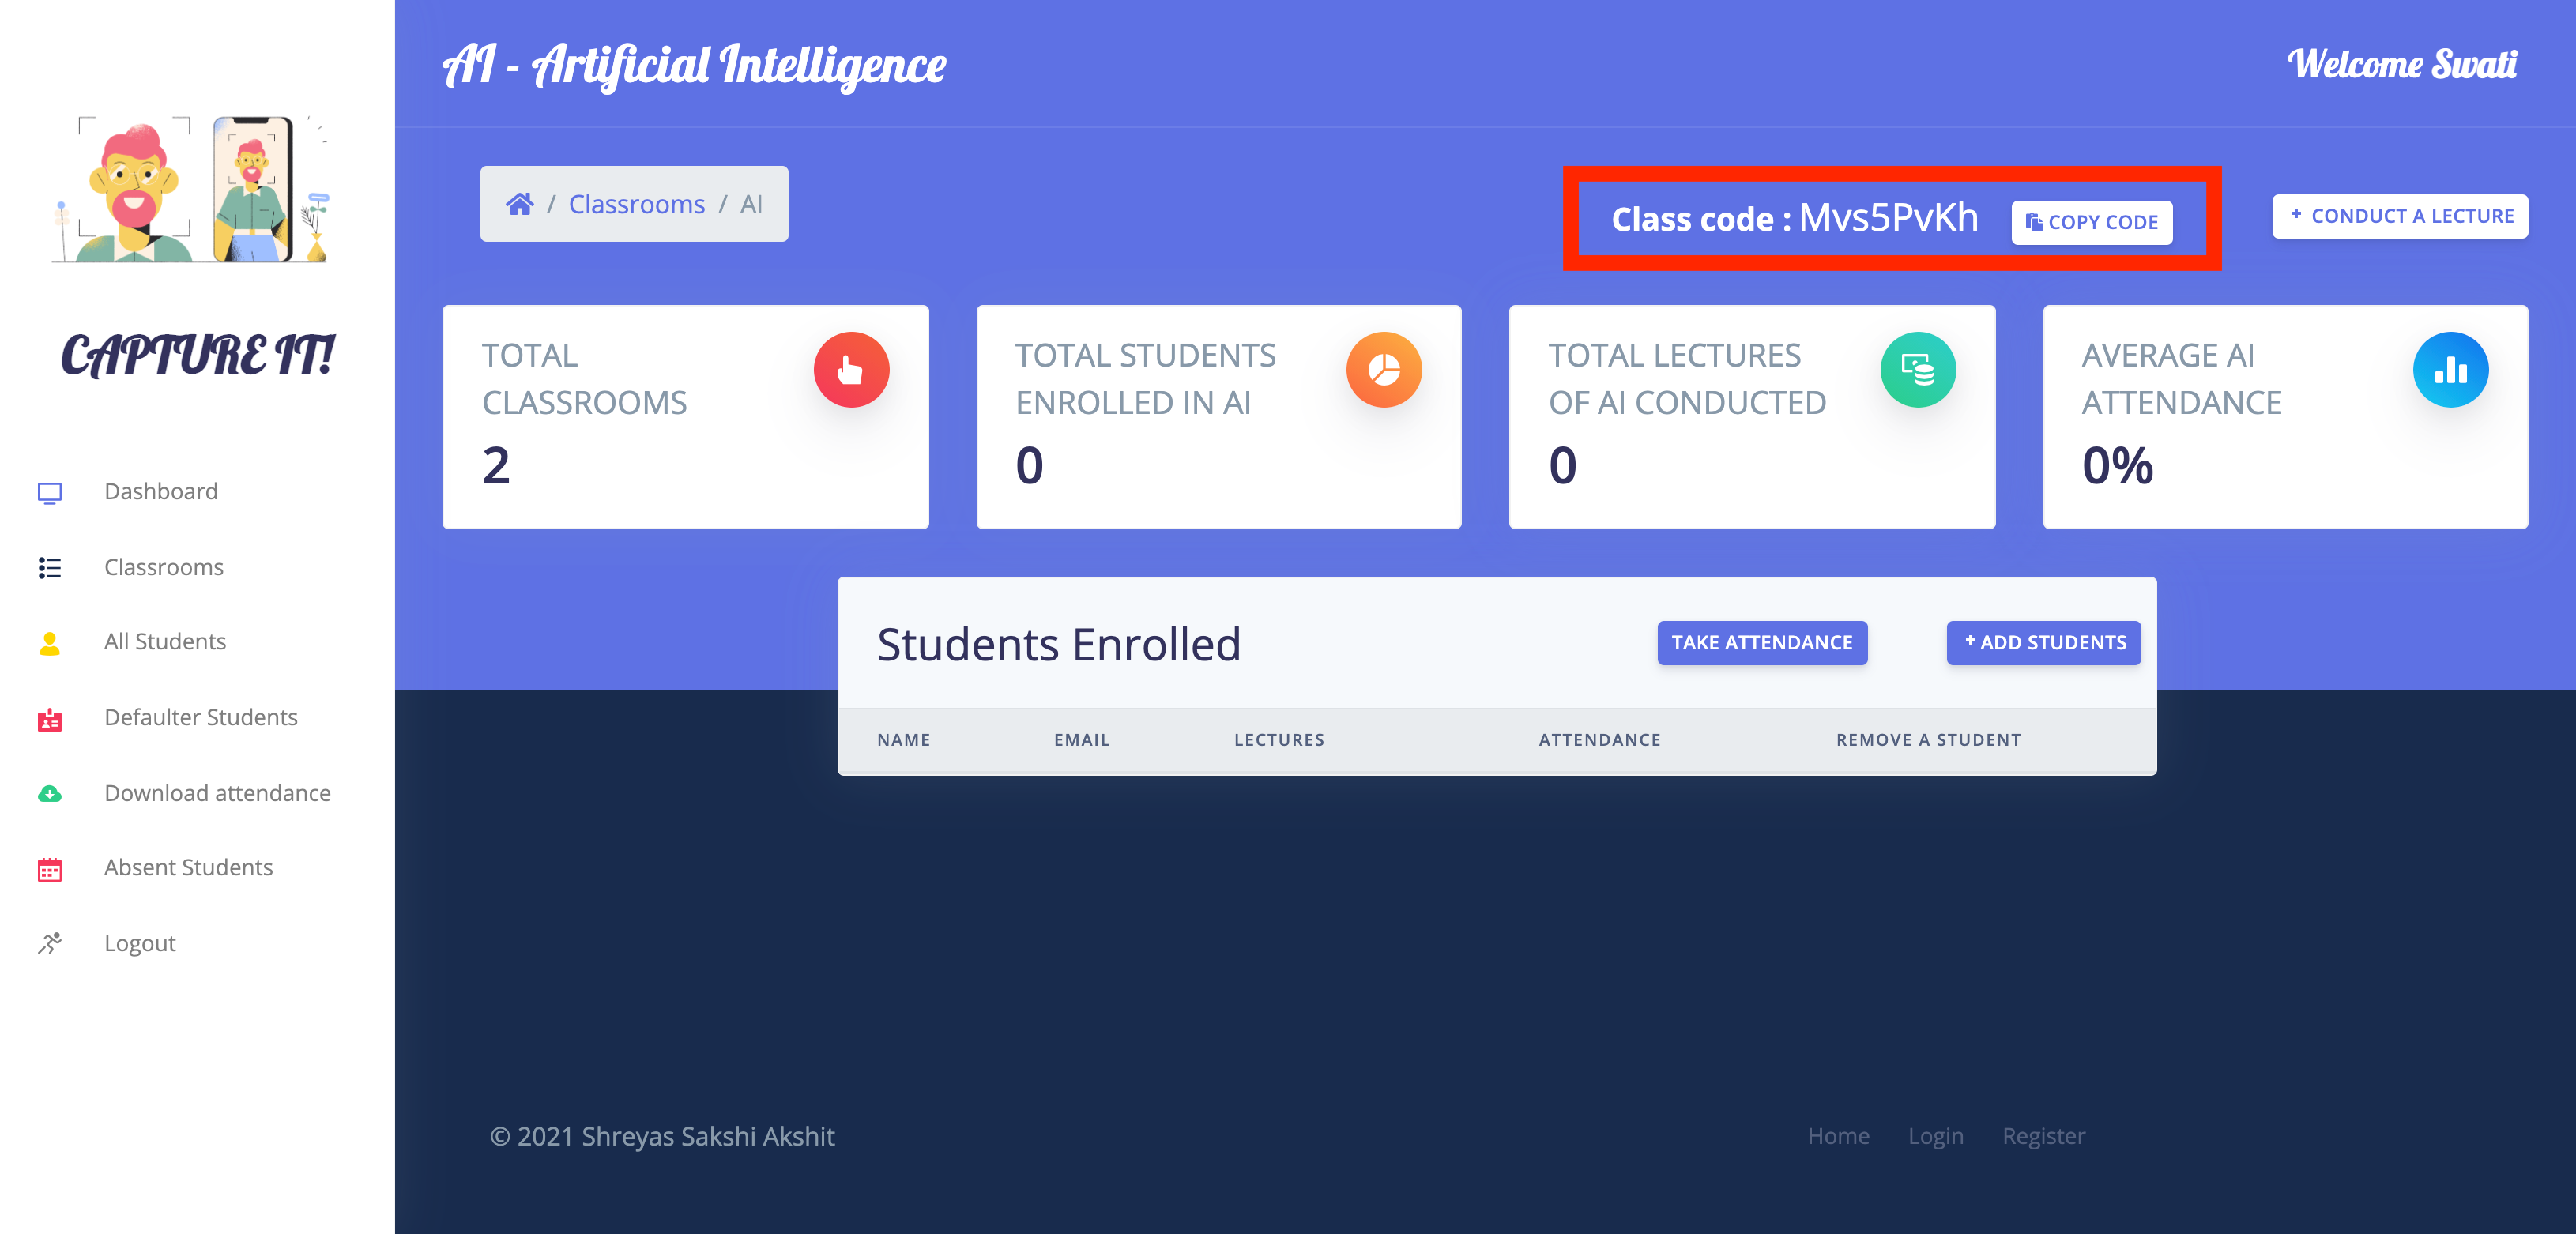 AI - Artificial Intelligence
Welcome Swati
CAPTURE IT!
Dashboard
Classrooms
All Students
Defaulter Students
Download attendance
Absent Students
Logout
/ Classrooms / AI
Class code : Mvs5PvKh
COPY CODE
+ CONDUCT A LECTURE
TOTAL
CLASSROOMS
2
TOTAL STUDENTS
ENROLLED IN AI
0
TOTAL LECTURES
OF AI CONDUCTED
0
AVERAGE AI
ATTENDANCE
0%
Students Enrolled
TAKE ATTENDANCE
+ ADD STUDENTS
NAME EMAIL LECTURES ATTENDANCE REMOVE A STUDENT
© 2021 Shreyas Sakshi Akshit
Home Login Register